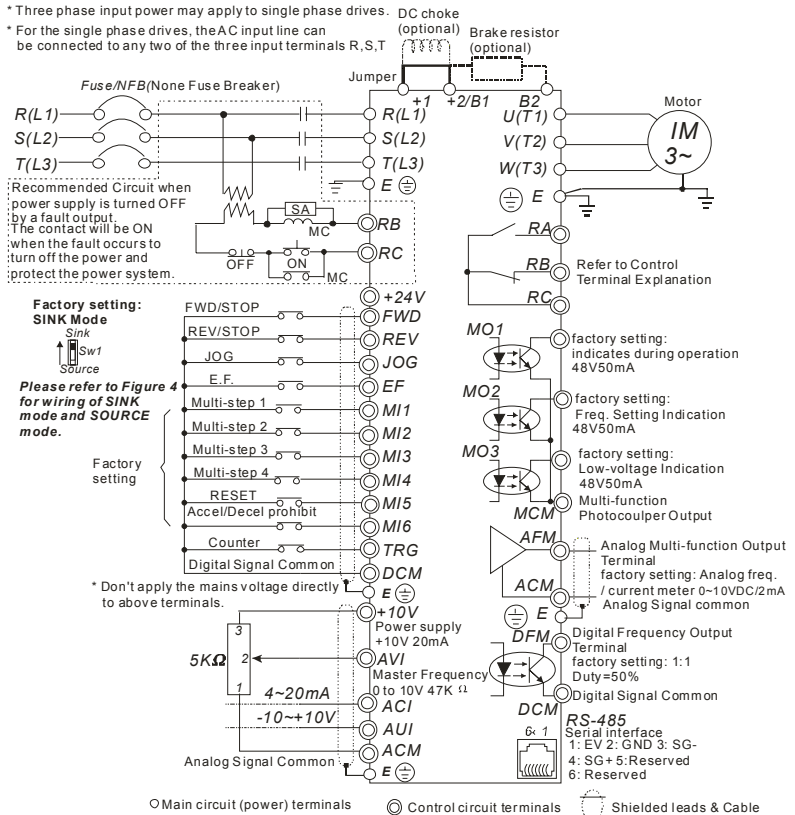 * Three phase input power may apply to single phase drives.
* For the single phase drives, the AC input line can
be connected to any two of the three input terminals R,S,T
DC choke
(optional)
Brake resistor
(optional)
Jumper
+1
+2/B1
B2
Fuse/NFB(None Fuse Breaker)
R(L1)
S(L2)
T(L3)
R(L1)
S(L2)
T(L3)
E
U(T1)
V(T2)
W(T3)
E
Motor
IM
3~
Recommended Circuit when
power supply is turned OFF
by a fault output.
The contact will be ON
when the fault occurs to
turn off the power and
protect the power system.
SA
MC
OFF
ON
MC
RB
RC
RA
RB
RC
Refer to Control
Terminal Explanation
Factory setting:
SINK Mode
Sink
Sw1
Source
Please refer to Figure 4
for wiring of SINK
mode and SOURCE
mode.
Factory
setting
FWD/STOP
REV/STOP
JOG
E.F.
Multi-step 1
Multi-step 2
Multi-step 3
Multi-step 4
RESET
Accel/Decel prohibit
Counter
Digital Signal Common
+24V
FWD
REV
JOG
EF
MI1
MI2
MI3
MI4
MI5
MI6
TRG
DCM
E
* Don't apply the mains voltage directly
to above terminals.
MO1
factory setting:
indicates during operation
48V50mA
MO2
factory setting:
Freq. Setting Indication
48V50mA
MO3
factory setting:
Low-voltage Indication
48V50mA
MCM
Multi-function
Photocoulper Output
AFM
Analog Multi-function Output
Terminal
factory setting: Analog freq.
/ current meter 0~10VDC/2mA
ACM
Analog Signal common
E
DFM
Digital Frequency Output
Terminal
factory setting: 1:1
Duty=50%
DCM
Digital Signal Common
+10V
Power supply
+10V 20mA
3
2
1
5KΩ
AVI
Master Frequency
0 to 10V 47K Ω
4~20mA
ACI
-10~+10V
AUI
ACM
Analog Signal Common
E
RS-485
Serial interface
6← 1
1: EV 2: GND 3: SG-
4: SG+ 5:Reserved
6: Reserved
Main circuit (power) terminals
Control circuit terminals
Shielded leads & Cable